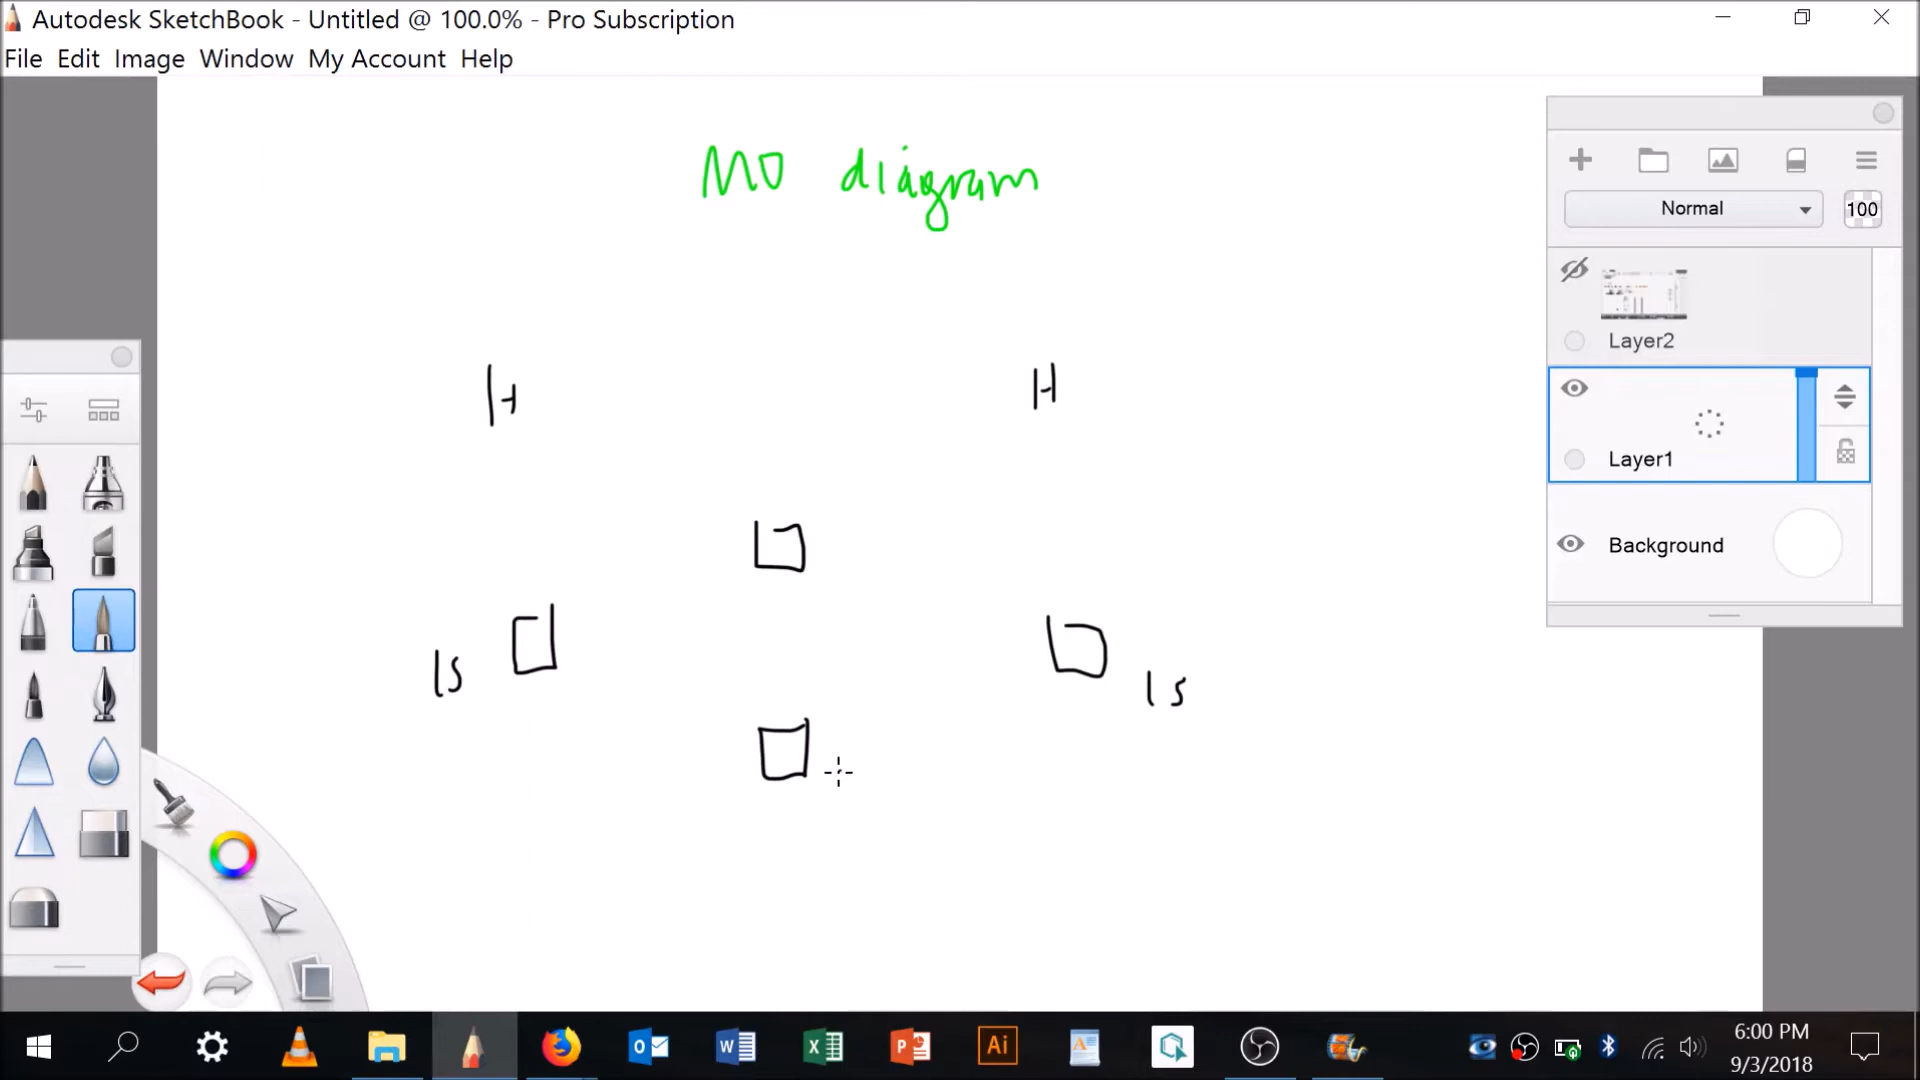 Autodesk SketchBook - Untitled @ 100.0% - Pro Subscription
File Edit Image Window My Account Help
MO diagram
Normal
100
Layer2
H
H
Layer1
Background
1s
1s
6:00 PM
9/3/2018